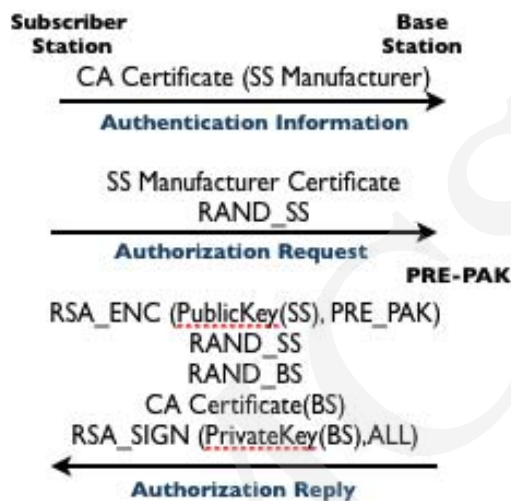 Subscriber Station
Base Station
CA Certificate (SS Manufacturer)
Authentication Information
SS Manufacturer Certificate
RAND_SS
Authorization Request
PRE-PAK
RSA_ENC (PublicKey(SS), PRE_PAK)
RAND_SS
RAND_BS
CA Certificate(BS)
RSA_SIGN (PrivateKey(BS),ALL)
Authorization Reply